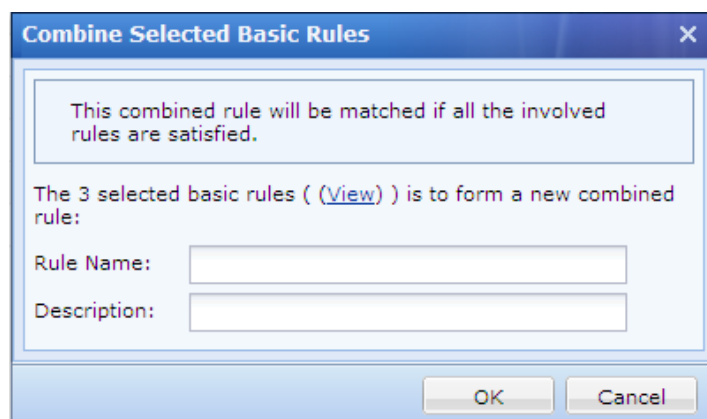 Combine Selected Basic Rules
This combined rule will be matched if all the involved
rules are satisfied.
The 3 selected basic rules ( (View) ) is to form a new combined
rule:
Rule Name:
Description:
OK Cancel